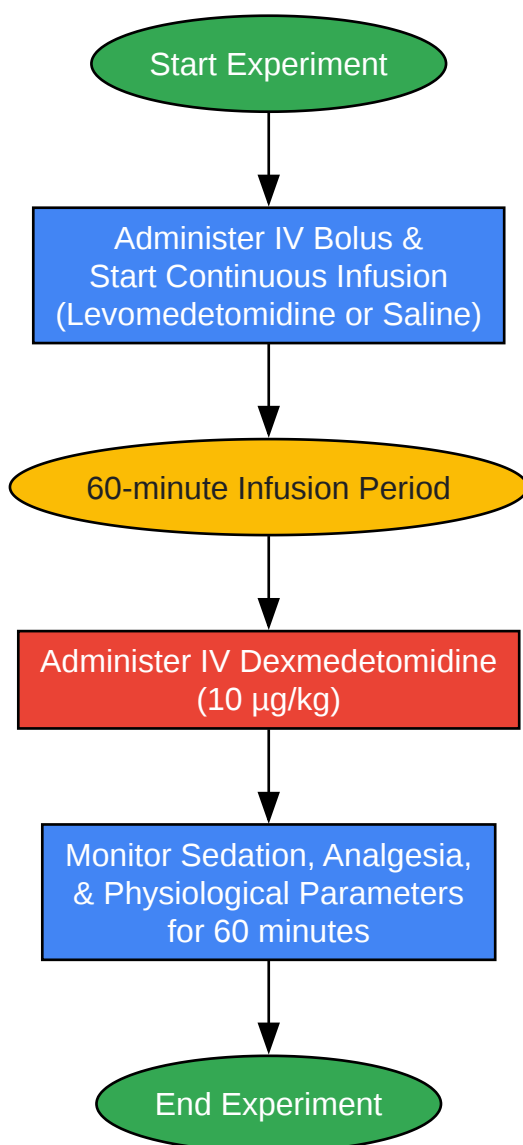 Start Experiment
Administer IV Bolus &
Start Continuous Infusion
(Levomedetomidine or Saline)
60-minute Infusion Period
Administer IV Dexmedetomidine
(10 µg/kg)
Monitor Sedation, Analgesia,
& Physiological Parameters
for 60 minutes
End Experiment